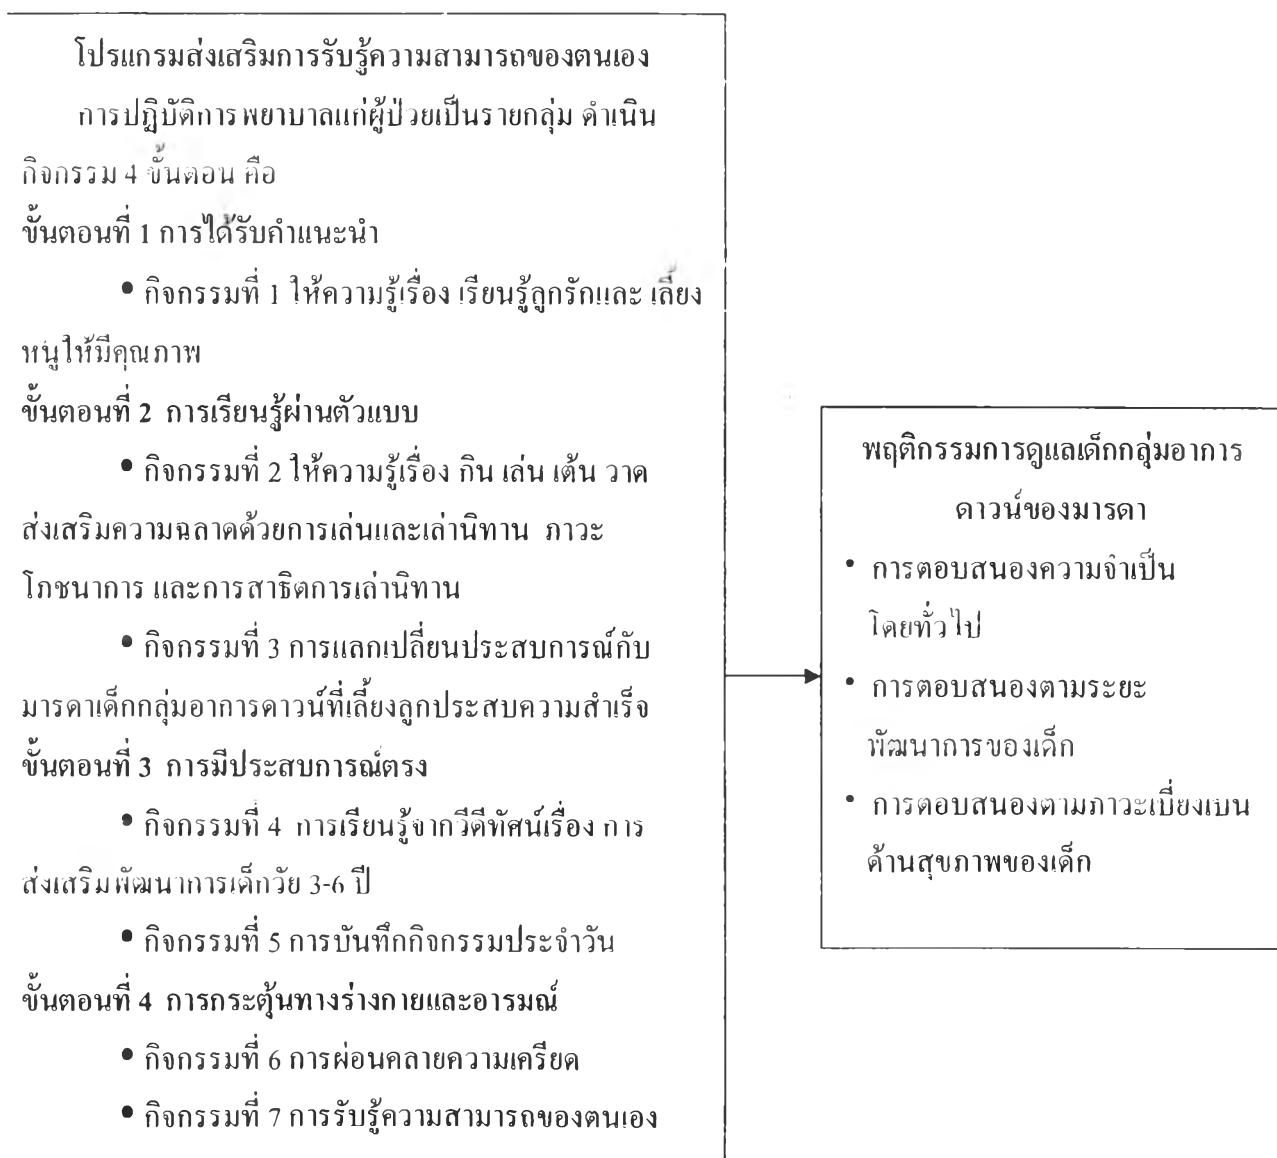 โปรแกรมส่งเสริมการรับรู้ความสามารถของตนเอง
การปฏิบัติการพยาบาลแก่ผู้ป่วยเป็นรายกลุ่ม ดำเนิน
กิจกรรม 4 ขั้นตอน คือ
ขั้นตอนที่ 1 การได้รับคำแนะนำ
• กิจกรรมที่ 1 ให้ความรู้เรื่อง เรียนรู้ลูกรักและ เลี้ยง
หนูให้มีคุณภาพ
ขั้นตอนที่ 2 การเรียนรู้ผ่านตัวแบบ
• กิจกรรมที่ 2 ให้ความรู้เรื่อง กิน เล่น เต้น วาด
ส่งเสริมความฉลาดด้วยการเล่นและเล่านิทาน ภาวะ
โภชนาการ และการสาธิตการเล่านิทาน
• กิจกรรมที่ 3 การแลกเปลี่ยนประสบการณ์กับ
มารดาเด็กกลุ่มอาการดาวน์ที่เลี้ยงลูกประสบความสำเร็จ
ขั้นตอนที่ 3 การมีประสบการณ์ตรง
• กิจกรรมที่ 4 การเรียนรู้จากวีดีทัศน์เรื่อง การ
ส่งเสริมพัฒนาการเด็กวัย 3-6 ปี
• กิจกรรมที่ 5 การบันทึกกิจกรรมประจำวัน
ขั้นตอนที่ 4 การกระตุ้นทางร่างกายและอารมณ์
• กิจกรรมที่ 6 การผ่อนคลายความเครียด
• กิจกรรมที่ 7 การรับรู้ความสามารถของตนเอง
พฤติกรรมการดูแลเด็กกลุ่มอาการ
ดาวน์ของมารดา
• การตอบสนองความจำเป็น
โดยทั่วไป
• การตอบสนองตามระยะ
พัฒนาการของเด็ก
• การตอบสนองตามภาวะเบี่ยงเบน
ด้านสุขภาพของเด็ก